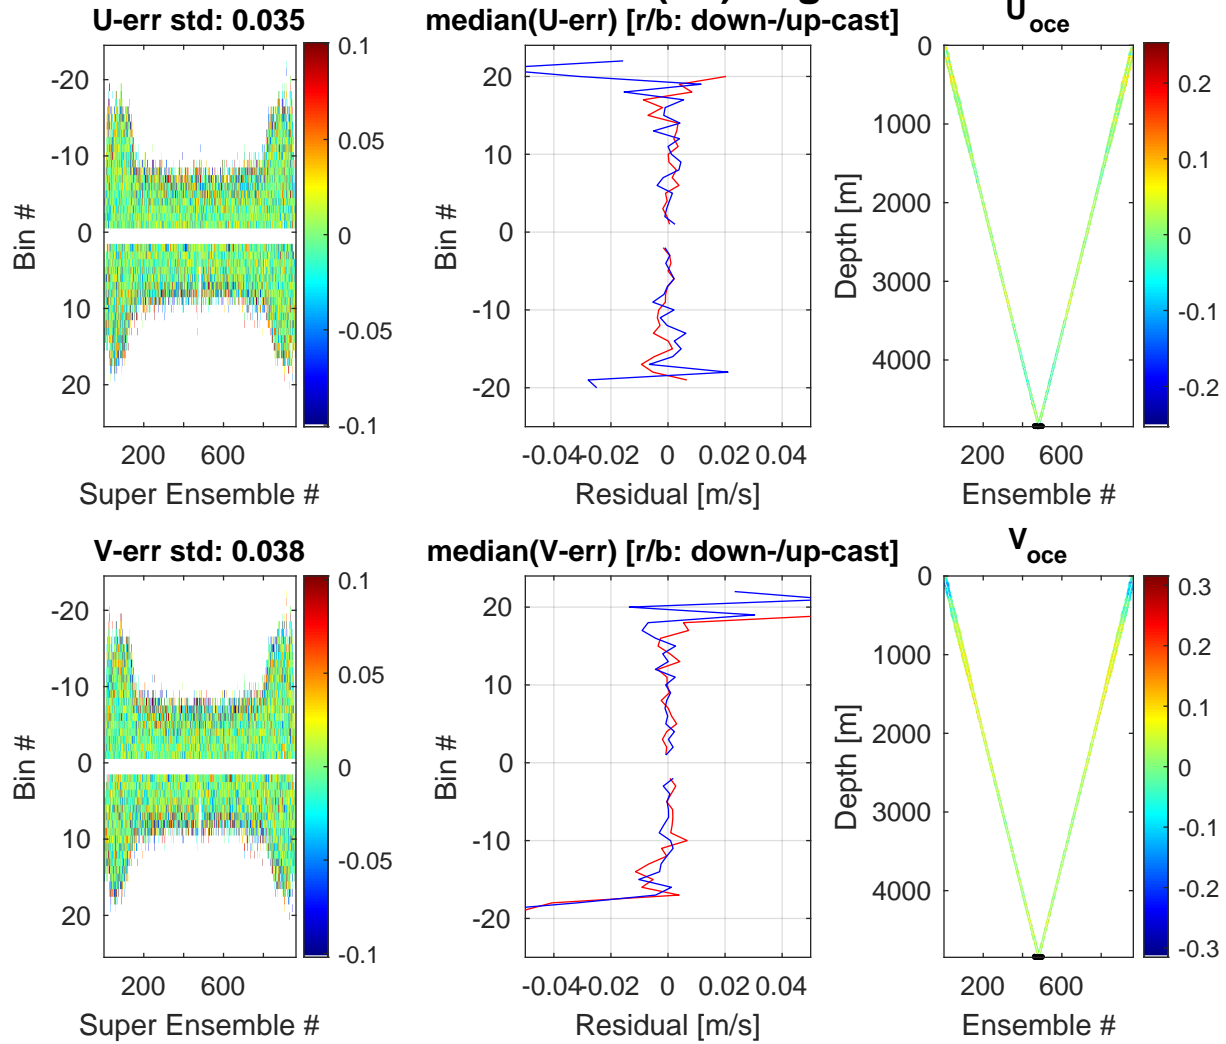 U-err std: 0.035
median(U-err) [r/b: down-/up-cast]
U oce
-20
-10
0
10
20
200 600
Super Ensemble #
Bin #
0.1
0.05
0
-0.05
-0.1
20
10
0
-10
-20
-0.04 -0.02 0 0.02 0.04
Residual [m/s]
Bin #
0
1000
2000
3000
4000
200 600
Ensemble #
Depth [m]
0.2
0.1
0
-0.1
-0.2
V-err std: 0.038
median(V-err) [r/b: down-/up-cast]
V oce
-20
-10
0
10
20
200 600
Super Ensemble #
Bin #
0.1
0.05
0
-0.05
-0.1
20
10
0
-10
-20
-0.04 -0.02 0 0.02 0.04
Residual [m/s]
Bin #
0
1000
2000
3000
4000
200 600
Ensemble #
Depth [m]
0.3
0.2
0.1
0
-0.1
-0.2
-0.3